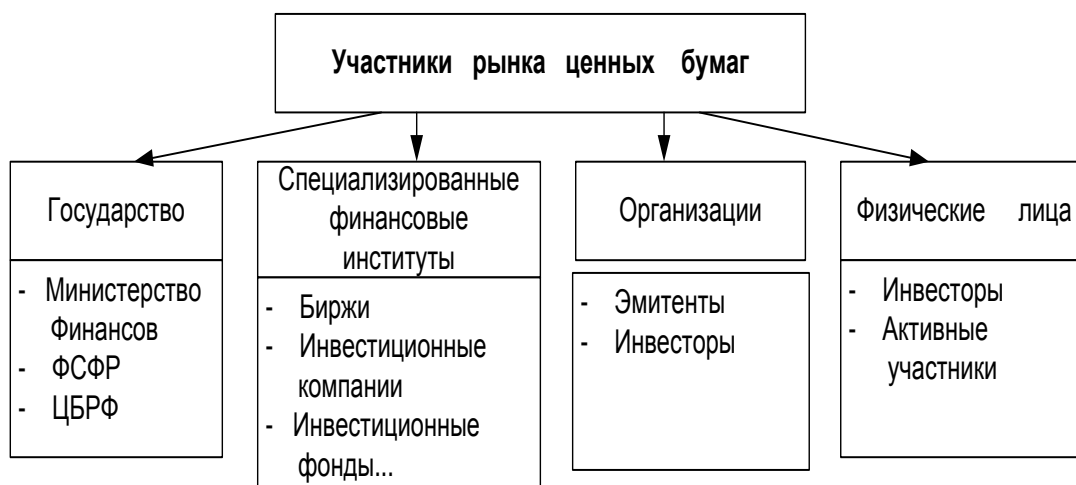 Участники рынка ценных бумаг
Государство
- Министерство
Финансов
- ФСФР
- ЦБРФ
Специализированные
финансовые
институты
- Биржи
- Инвестиционные
компании
- Инвестиционные
фонды...
Организации
- Эмитенты
- Инвесторы
Физические лица
- Инвесторы
- Активные
участники